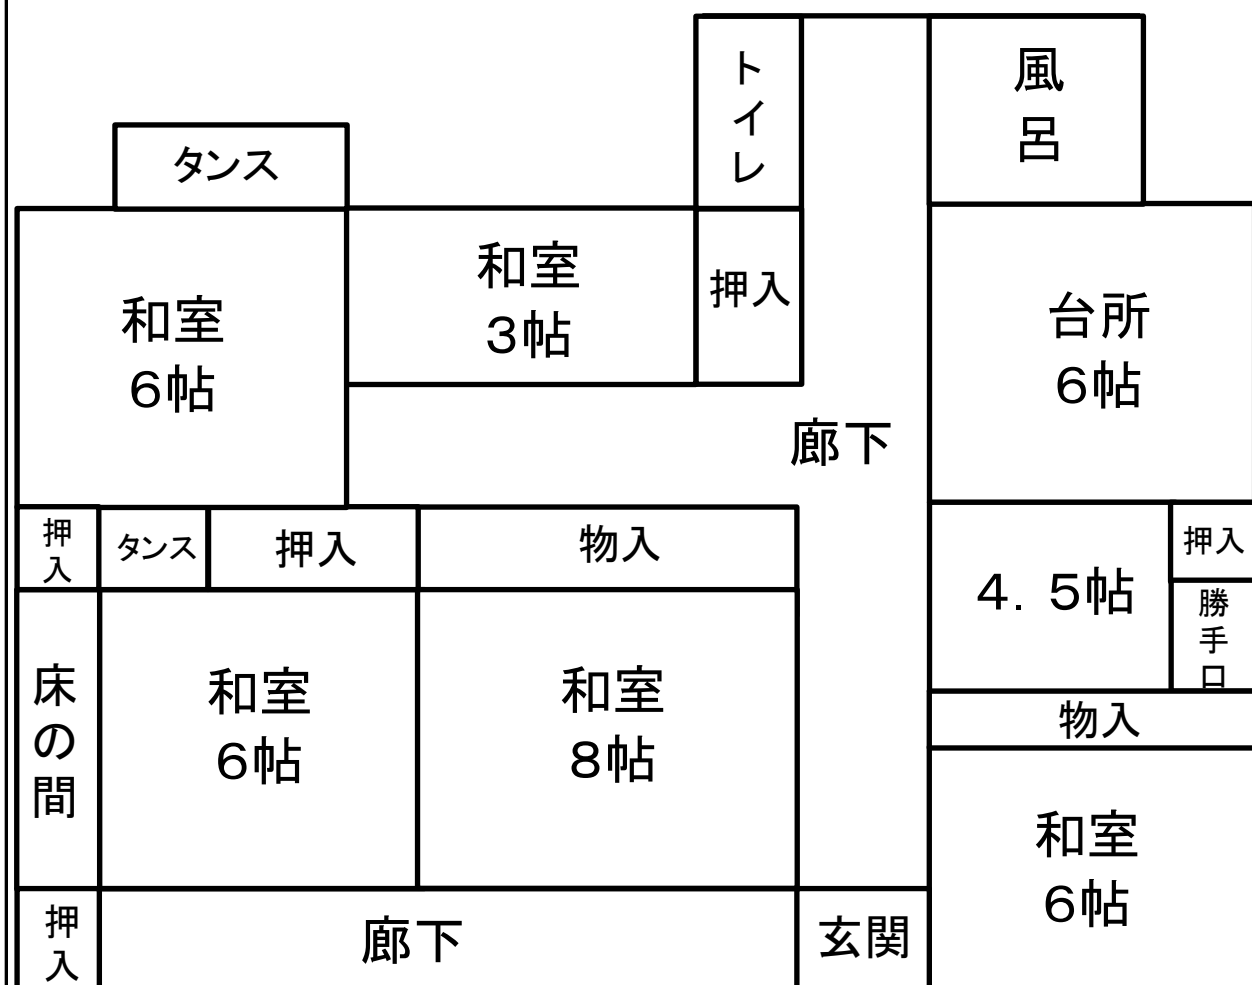 トイレ
風呂
タンス
和室
6帖
和室
3帖
押入
台所
6帖
廊下
押入
タンス
押入
物入
4．5帖
押入
勝手口
床の間
和室
6帖
和室
8帖
物入
和室
6帖
押入
廊下
玄関